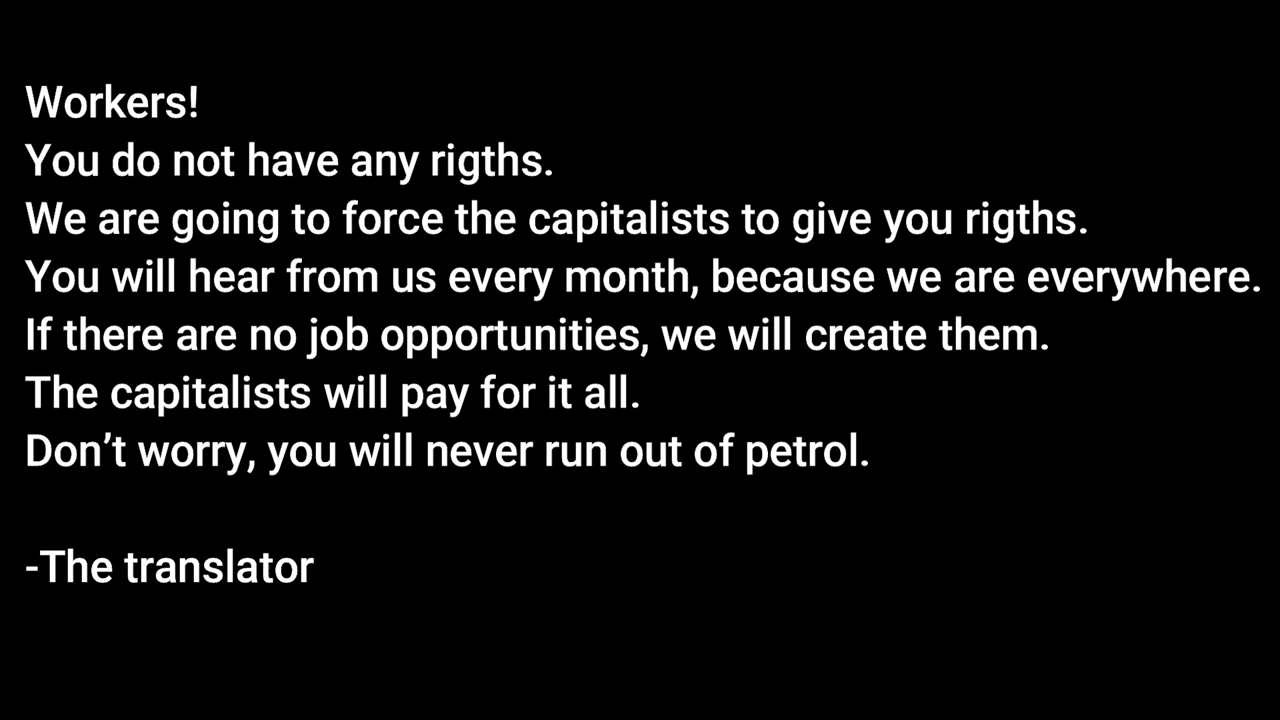 Workers!
You do not have any rigths.
We are going to force the capitalists to give you rigths.
You will hear from us every month, because we are everywhere.
If there are no job opportunities, we will create them.
The capitalists will pay for it all.
Don’t worry, you will never run out of petrol.
-The translator